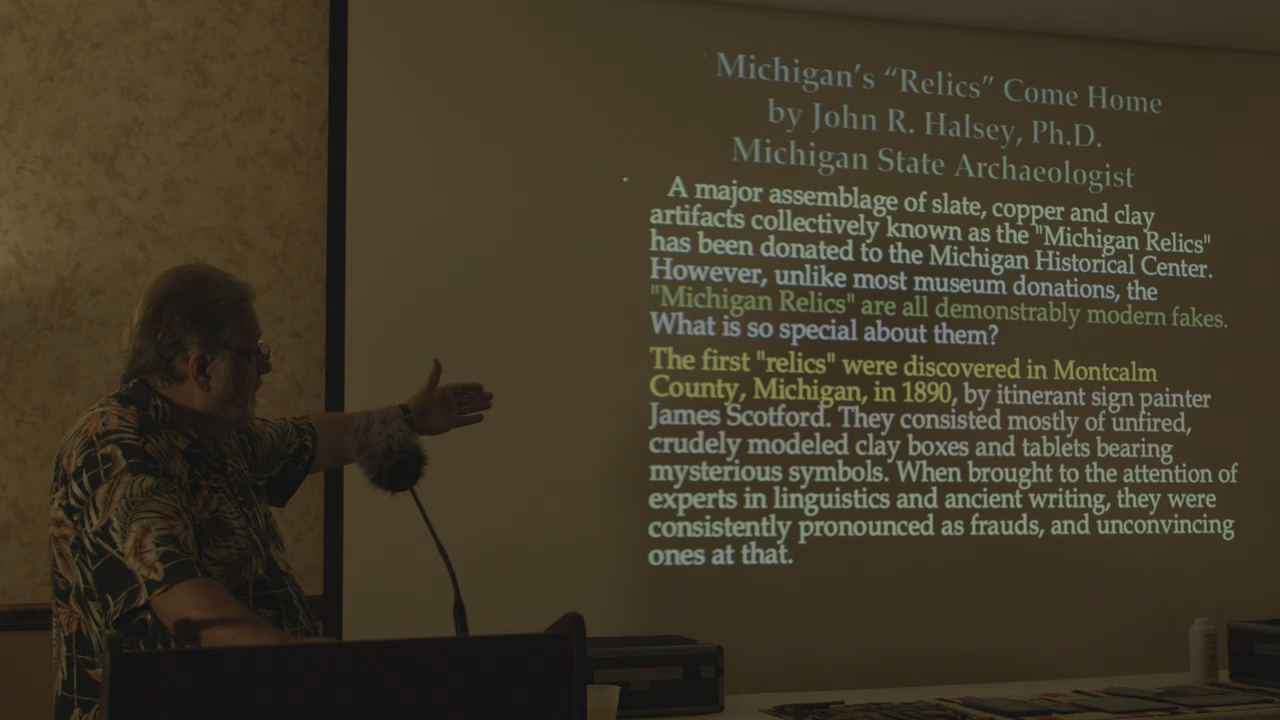 Michigan's “Relics” Come Home
by John R. Halsey, Ph.D.
Michigan State Archaeologist
A major assemblage of slate, copper and clay
artifacts collectively known as the "Michigan Relics"
has been donated to the Michigan Historical Center.
However, unlike most museum donations, the
"Michigan Relics" are all demonstrably modern fakes.
What is so special about them?
The first "relics" were discovered in Montcalm
County, Michigan, in 1890, by itinerant sign painter
James Scotford. They consisted mostly of unfired,
crudely modeled clay boxes and tablets bearing
mysterious symbols. When brought to the attention of
experts in linguistics and ancient writing, they were
consistently pronounced as frauds, and unconvincing
ones at that.